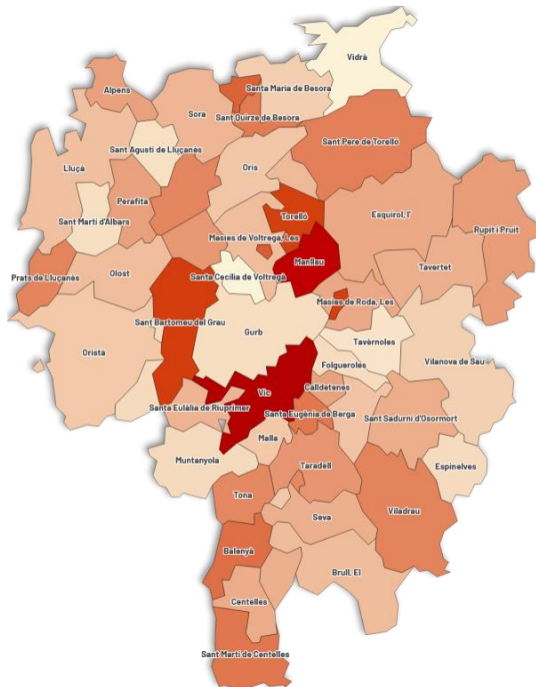 Vidrà
Alpens
Santa Maria de Besora
Sora
Sant Quirze de Besora
Sant Pere de Torelló
Sant Agustí de Lluçanès
Lluçà
Orís
Perafita
Sant Martí d'Albars
Torelló
Esquirol, l'
Rupit i Pruit
Masies de Voltregà, Les
Manlleu
Tavertet
Olost
Prats de Lluçanès
Santa Cecília de Voltregà
Masies de Roda, Les
Sant Bartomeu del Grau
Gurb
Tavèrnoles
Oristà
Vilanova de Sau
Folgueroles
Calldetenes
Vic
Santa Eulàlia de Riuprimer
Santa Eugènia de Berga
Sant Sadurní d'Osormort
Malla
Muntanyola
Taradell
Espinelves
Tona
Viladrau
Seva
Balenyà
Brull, El
Centelles
Sant Martí de Centelles